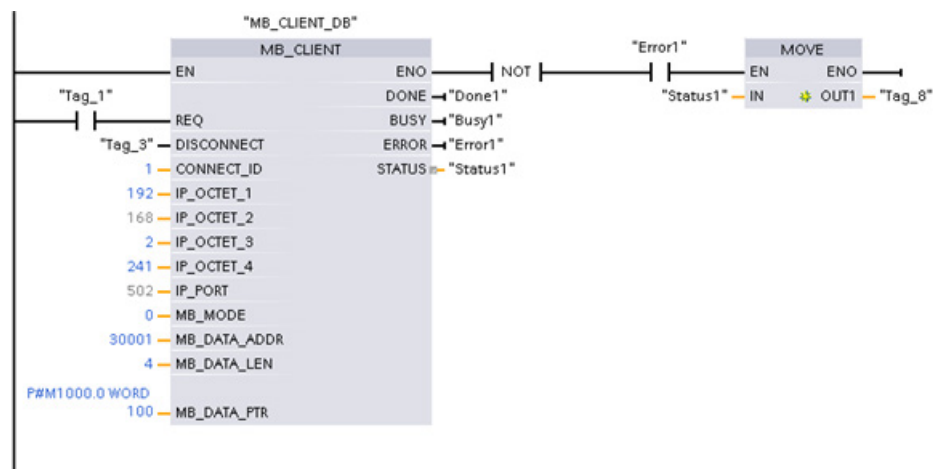 "MB_CLIENT_DB"
MB_CLIENT
"Error1"
MOVE
EN
ENO
NOT
EN
ENO
"Tag_1"
DONE
"Done1"
"Status1"
IN
OUT1
"Tag_8"
REQ
BUSY
"Busy1"
"Tag_3"
DISCONNECT
ERROR
"Error1"
1
CONNECT_ID
STATUS
"Status1"
192
IP_OCTET_1
168
IP_OCTET_2
2
IP_OCTET_3
241
IP_OCTET_4
502
IP_PORT
0
MB_MODE
30001
MB_DATA_ADDR
4
MB_DATA_LEN
P#M1000.0 WORD
100
MB_DATA_PTR